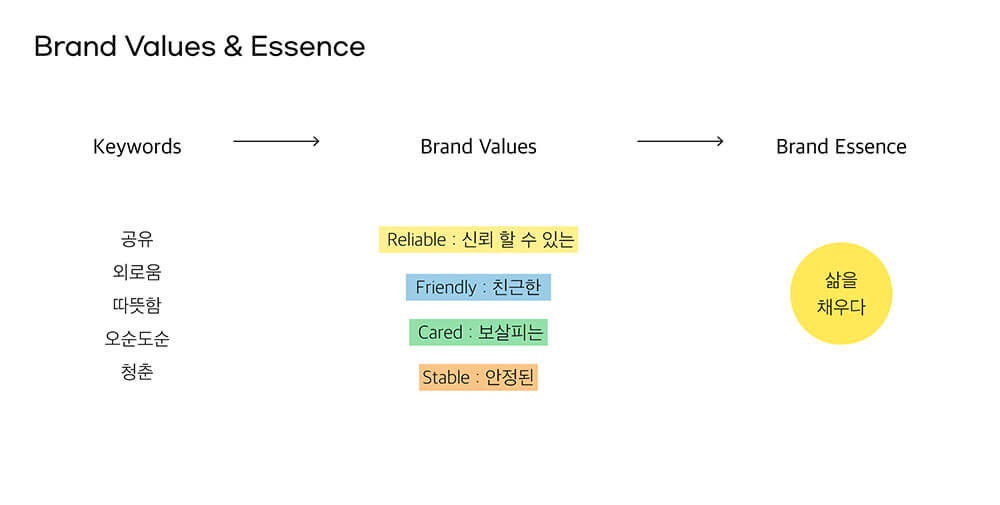 Brand Values & Essence
Keywords
Brand Values
Brand Essence
공유
외로움
따뜻함
오순도순
청춘
Reliable : 신뢰 할 수 있는
Friendly : 친근한
Cared : 보살피는
Stable : 안정된
삶을
채우다